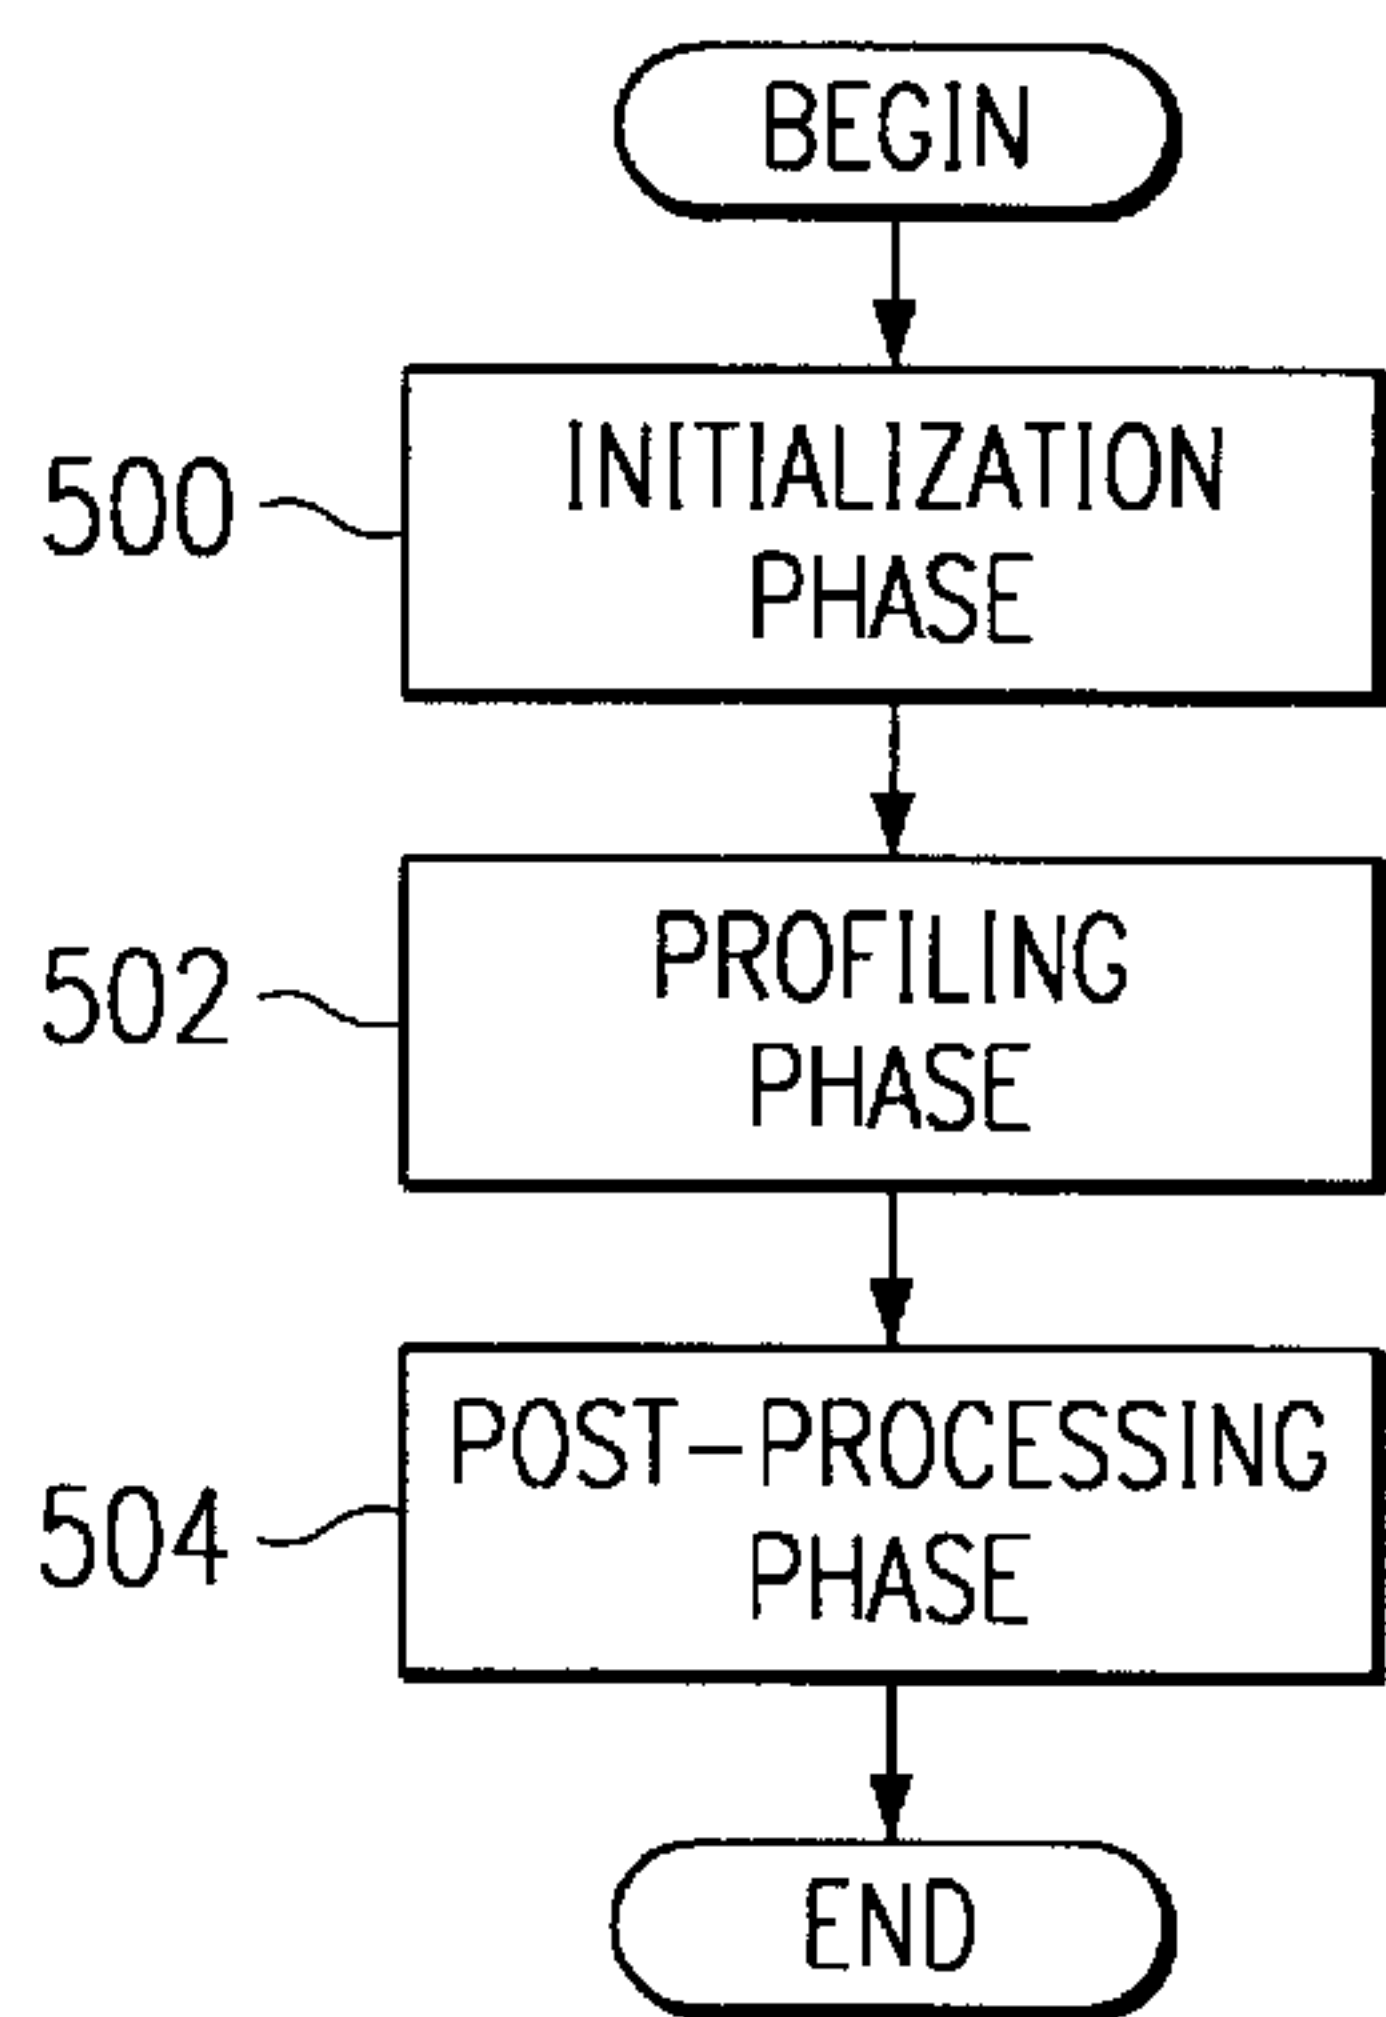 BEGIN
500
INITIALIZATION
PHASE
502
PROFILING
PHASE
504
POST-PROCESSING
PHASE
END